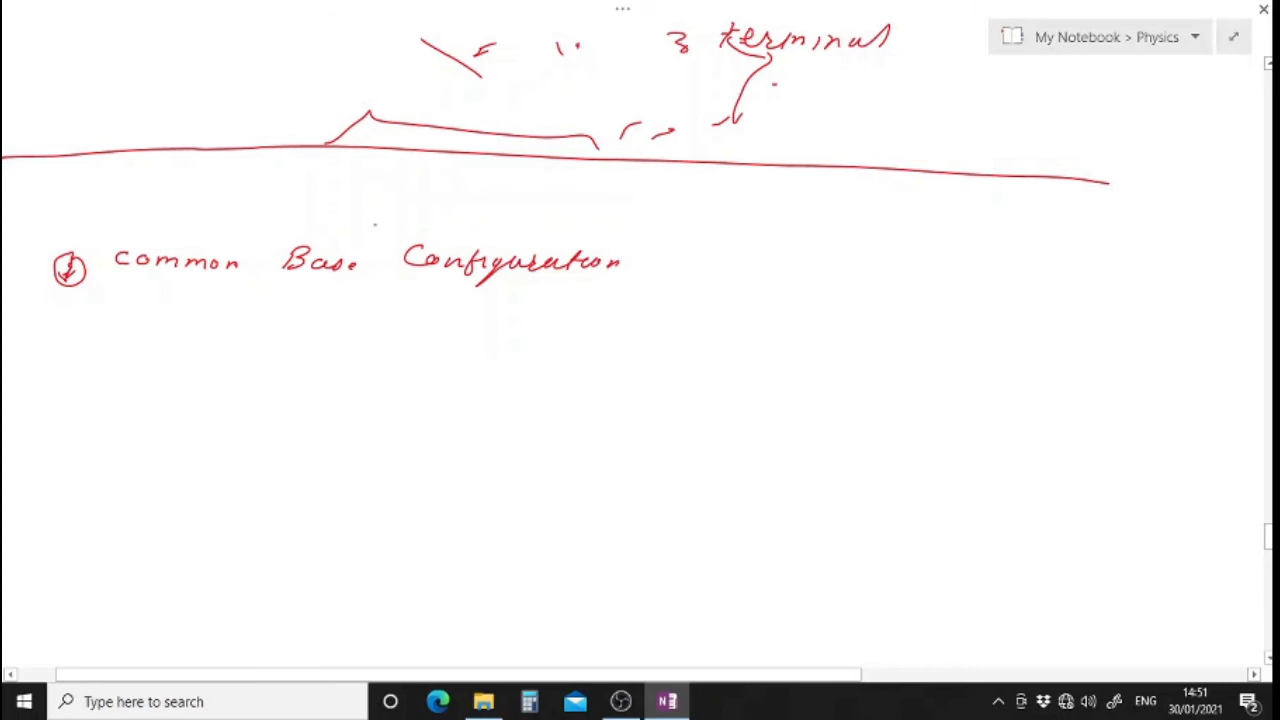 ...
3 terminal
My Notebook > Physics
1 common Base Configuration
Type here to search
ENG
14:51
30/01/2021
2